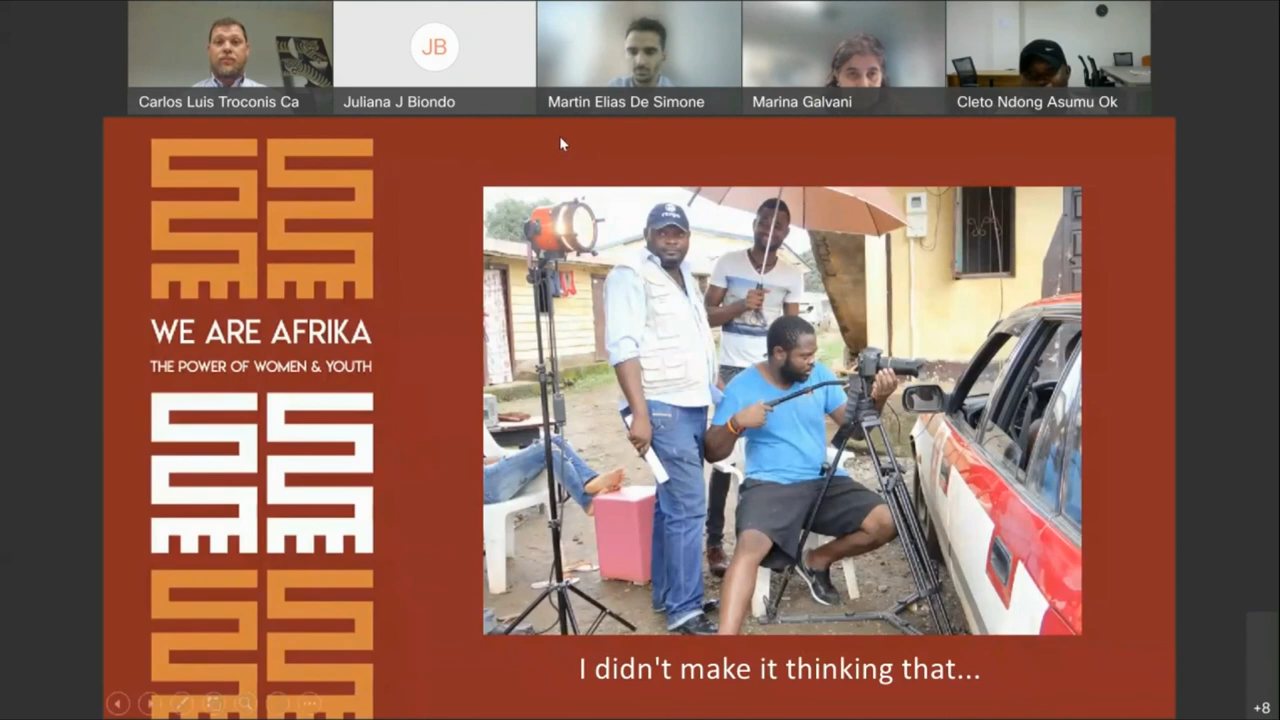 JB
Carlos Luis Troconis Ca
Juliana J Biondo
Martin Elias De Simone
Marina Galvani
Cleto Ndong Asumu Ok
WE ARE AFRIKA
THE POWER OF WOMEN & YOUTH
I didn't make it thinking that...
+8